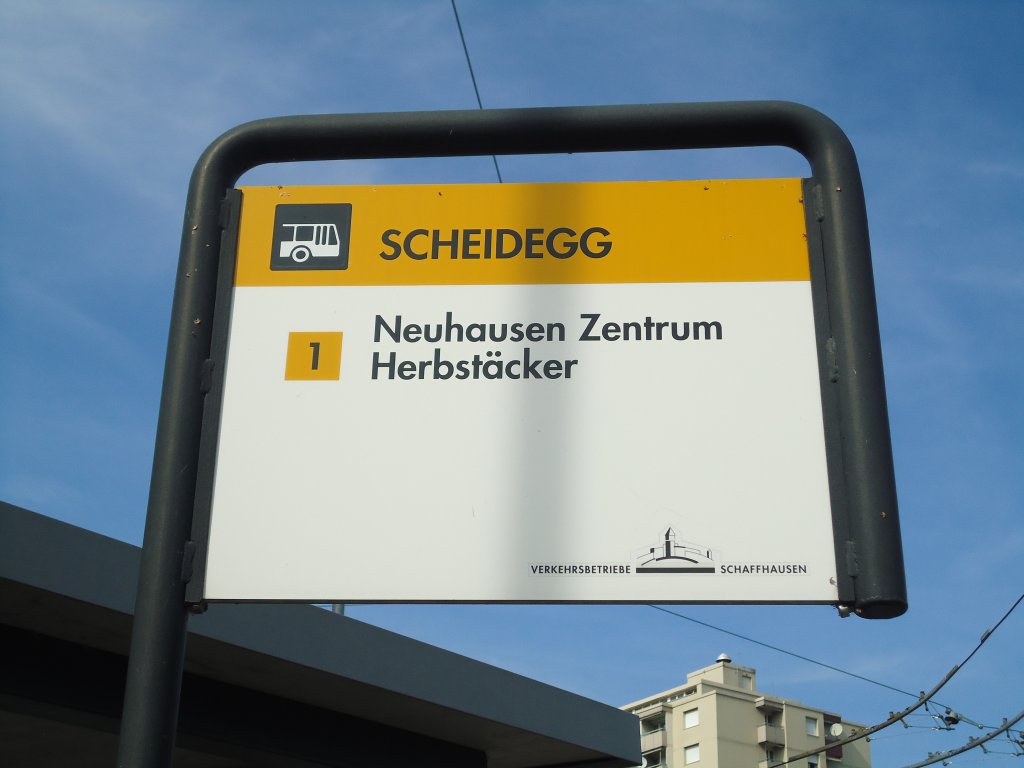 SCHEIDEGG
1 Neuhausen Zentrum
Herbstäcker
VERKEHRSBETRIEBE SCHAFFHAUSEN